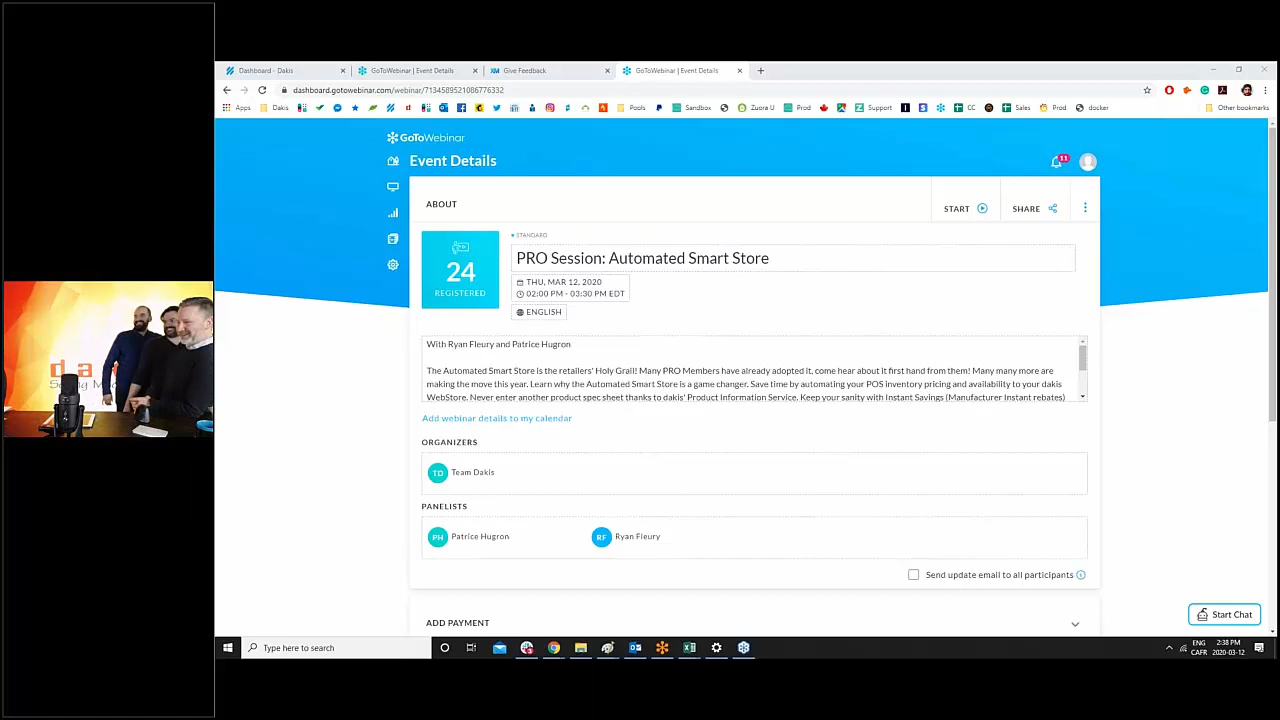 Dashboard - Dakis
GoToWebinar | Event Details
Give Feedback
GoToWebinar | Event Details
dashboard.gotowebinar.com/webinar/7134589521086776332
Apps
Dakis
Pools
Sandbox
Zuora U
Prod
Support
CC
Sales
Prod
docker
Other bookmarks
GoToWebinar
Event Details
11
ABOUT
START
SHARE
24
REGISTERED
STANDARD
PRO Session: Automated Smart Store
THU, MAR 12, 2020
02:00 PM - 03:30 PM EDT
ENGLISH
With Ryan Fleury and Patrice Hugron
The Automated Smart Store is the retailers' Holy Grail! Many PRO Members have already adopted it, come hear about it first hand from them! Many many more are
making the move this year. Learn why the Automated Smart Store is a game changer. Save time by automating your POS inventory pricing and availability to your dakis
WebStore. Never enter another product spec sheet thanks to dakis' Product Information Service. Keep your sanity with Instant Savings (Manufacturer Instant rebates)
Add webinar details to my calendar
ORGANIZERS
TD Team Dakis
PANELISTS
PH Patrice Hugron
RF Ryan Fleury
Send update email to all participants
ADD PAYMENT
Start Chat
Type here to search
ENG
CAFR
2:38 PM
2020-03-12